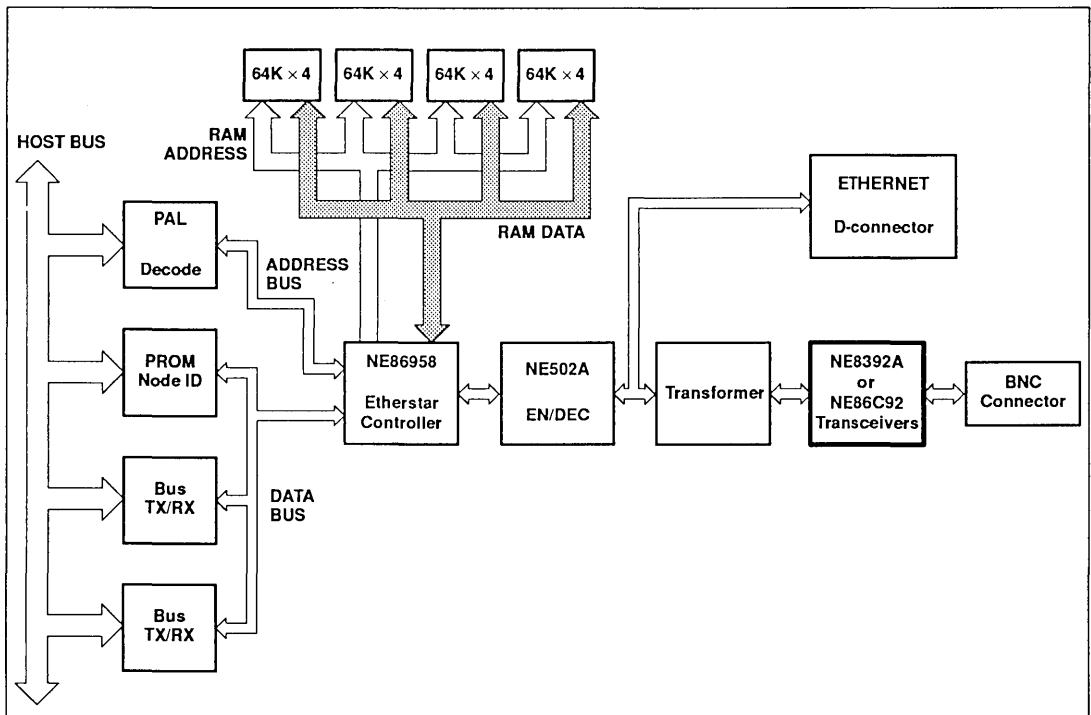 64K × 4
64K × 4
64K × 4
64K × 4
HOST BUS
RAM
ADDRESS
RAM DATA
ETHERNET
D-connector
PAL
Decode
ADDRESS
BUS
PROM
Node ID
NE86958
Etherstar
Controller
NE502A
EN/DEC
Transformer
NE8392A
or
NE86C92
Transceivers
BNC
Connector
Bus
TX/RX
DATA
BUS
Bus
TX/RX